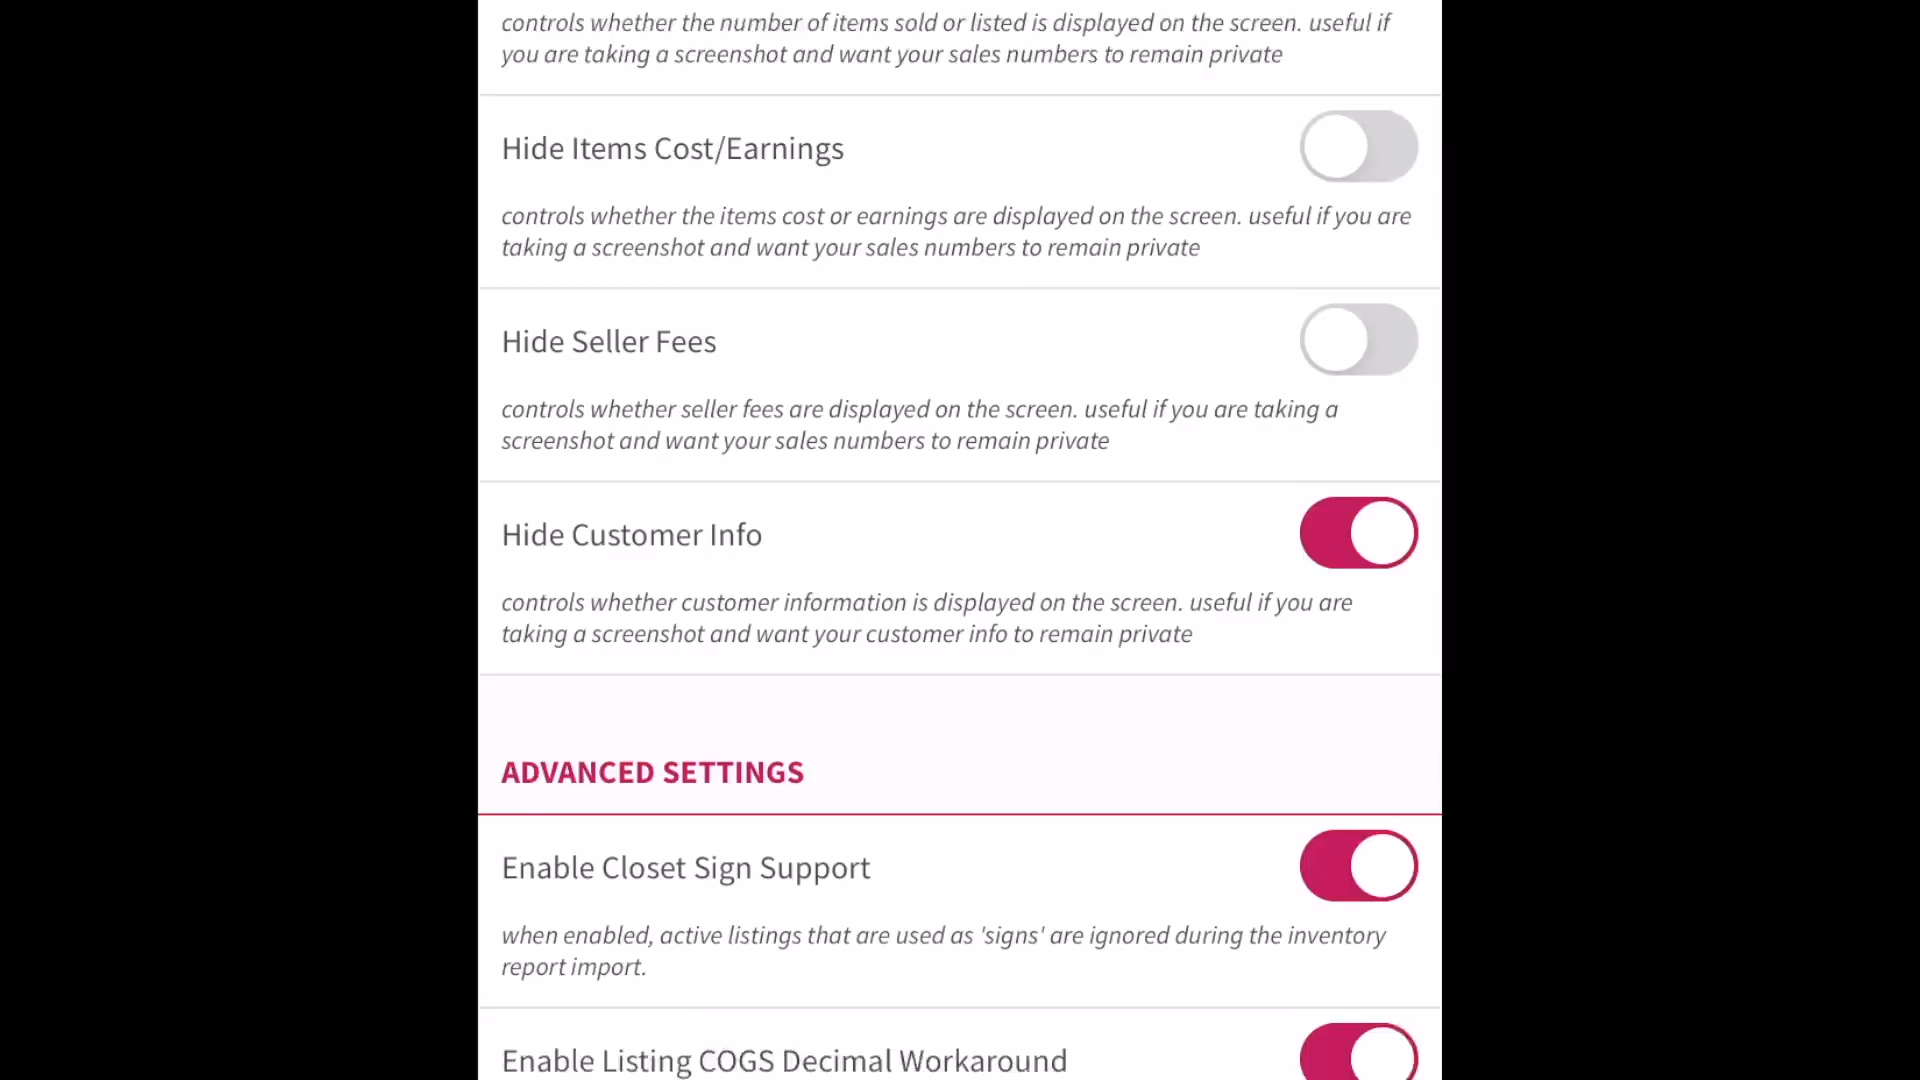 controls whether the number of items sold or listed is displayed on the screen. useful if
you are taking a screenshot and want your sales numbers to remain private
Hide Items Cost/Earnings
controls whether the items cost or earnings are displayed on the screen. useful if you are
taking a screenshot and want your sales numbers to remain private
Hide Seller Fees
controls whether seller fees are displayed on the screen. useful if you are taking a
screenshot and want your sales numbers to remain private
Hide Customer Info
controls whether customer information is displayed on the screen. useful if you are
taking a screenshot and want your customer info to remain private
ADVANCED SETTINGS
Enable Closet Sign Support
when enabled, active listings that are used as 'signs' are ignored during the inventory
report import.
Enable Listing COGS Decimal Workaround